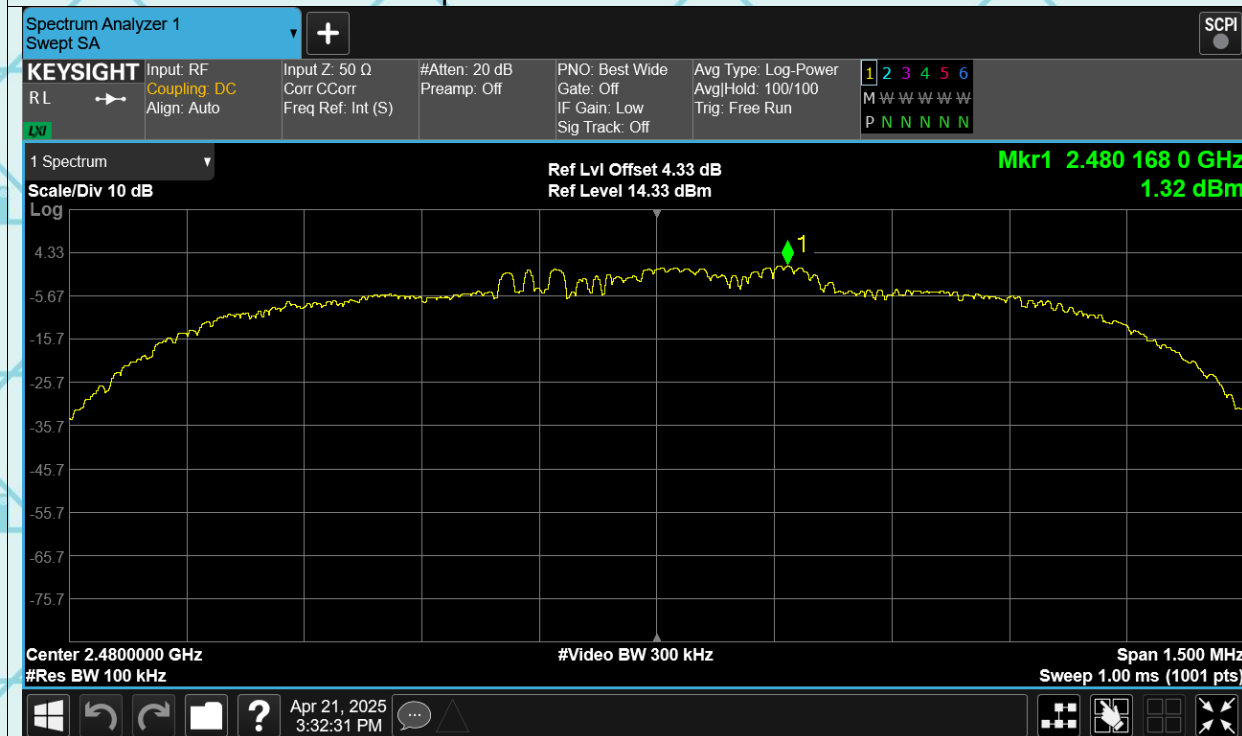 Spectrum Analyzer 1
Swept SA
▼
+
SCPI
KEYSIGHT
RL
LXI
Input: RF
Coupling: DC
Align: Auto
Input Z: 50 Ω
Corr CCorr
Freq Ref: Int (S)
#Atten: 20 dB
Preamp: Off
PNO: Best Wide
Gate: Off
IF Gain: Low
Sig Track: Off
Avg Type: Log-Power
Avg|Hold: 100/100
Trig: Free Run
1 2 3 4 5 6
M W W W W W
P N N N N N
1 Spectrum ▼
Scale/Div 10 dB
Log
Ref Lvl Offset 4.33 dB
Ref Level 14.33 dBm
Mkr1 2.480 168 0 GHz
1.32 dBm
1
4.33
-5.67
-15.7
-25.7
-35.7
-45.7
-55.7
-65.7
-75.7
Center 2.4800000 GHz
#Res BW 100 kHz
#Video BW 300 kHz
Span 1.500 MHz
Sweep 1.00 ms (1001 pts)
?
Apr 21, 2025
3:32:31 PM
...